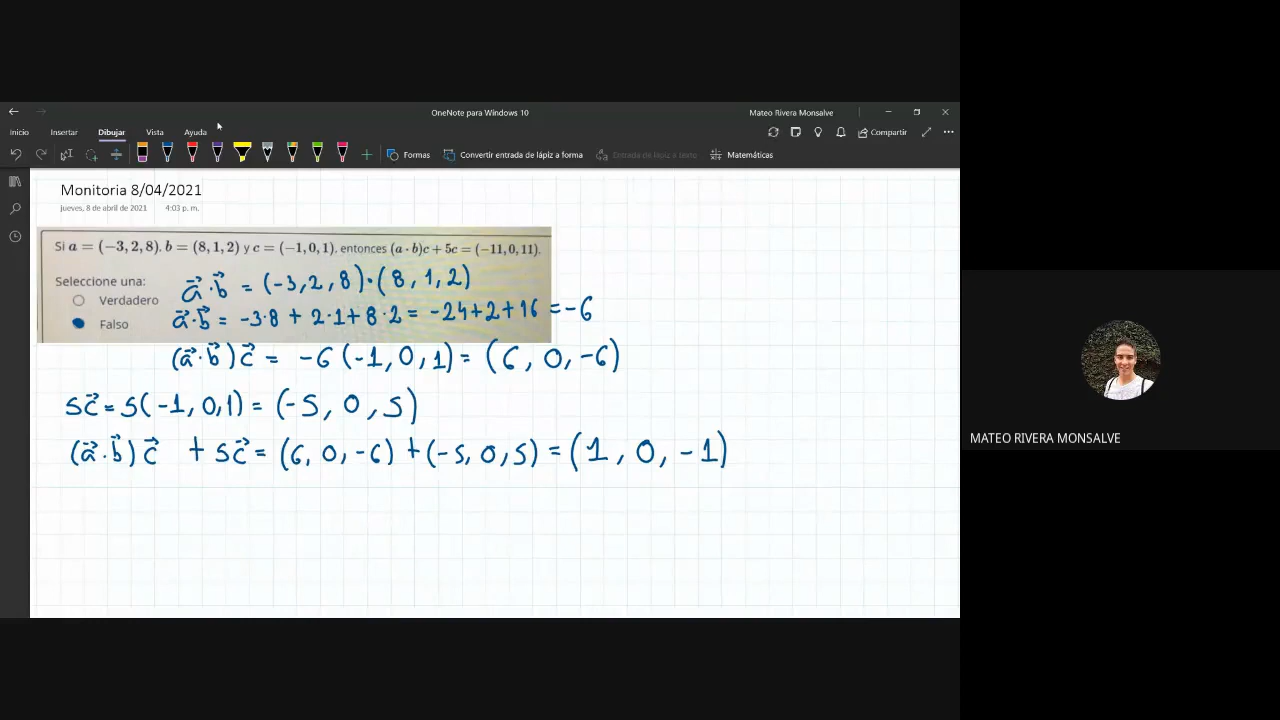 OneNote para Windows 10
Mateo Rivera Monsalve
Inicio Insertar Dibujar Vista Ayuda
Compartir
Formas Convertir entrada de lápiz a forma Entrada de lápiz a texto Matemáticas
Monitoria 8/04/2021
jueves, 8 de abril de 2021 4:03 p. m.
Si a = (−3, 2, 8). b = (8, 1, 2) y c = (−1, 0, 1). entonces (a · b)c + 5c = (−11, 0, 11).
Seleccione una:
Verdadero
Falso
a⃗·b⃗ = (-3,2,8)·(8,1,2)
a⃗·b⃗ = -3·8 + 2·1+8·2 = -24+2+16 = -6
(a⃗·b⃗)c⃗ = -6(-1,0,1) = (6,0,-6)
5c⃗ = 5(-1,0,1) = (-5,0,5)
(a⃗·b⃗)c⃗ + 5c⃗ = (6,0,-6)+(-5,0,5) = (1,0,-1)
MATEO RIVERA MONSALVE